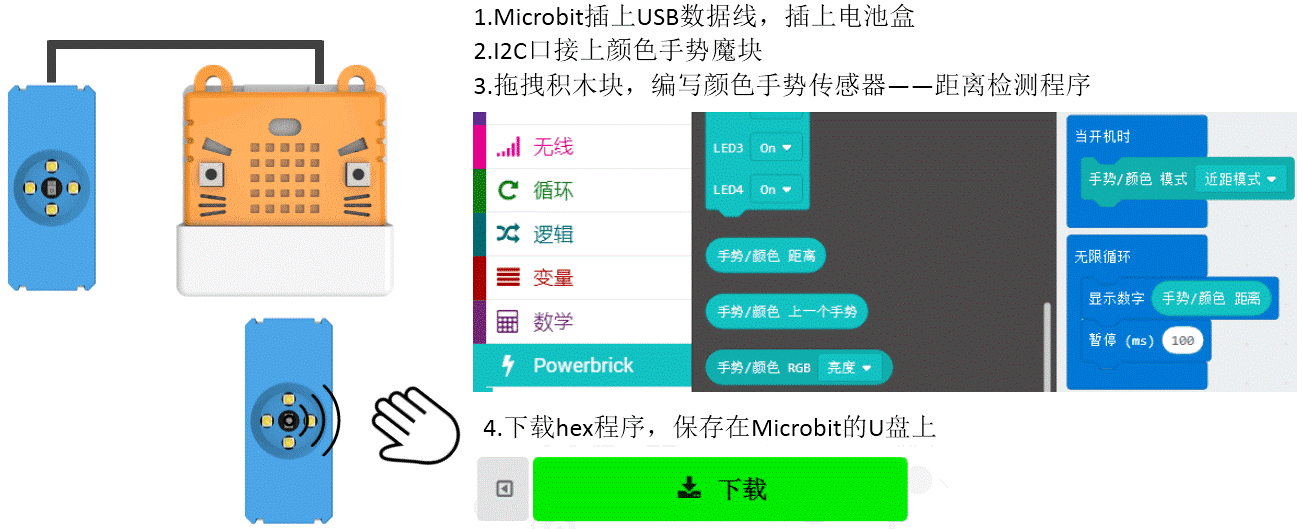 1.Microbit插上USB数据线，插上电池盒
2.I2C口接上颜色手势魔块
3.拖拽积木块，编写颜色手势传感器——距离检测程序
无线
循环
逻辑
变量
数学
Powerbrick
LED3 On
LED4 On
手势/颜色 距离
手势/颜色 上一个手势
手势/颜色 RGB 亮度
当开机时
手势/颜色 模式 近距模式
无限循环
显示数字 手势/颜色 距离
暂停 (ms) 100
4.下载hex程序，保存在Microbit的U盘上
下载